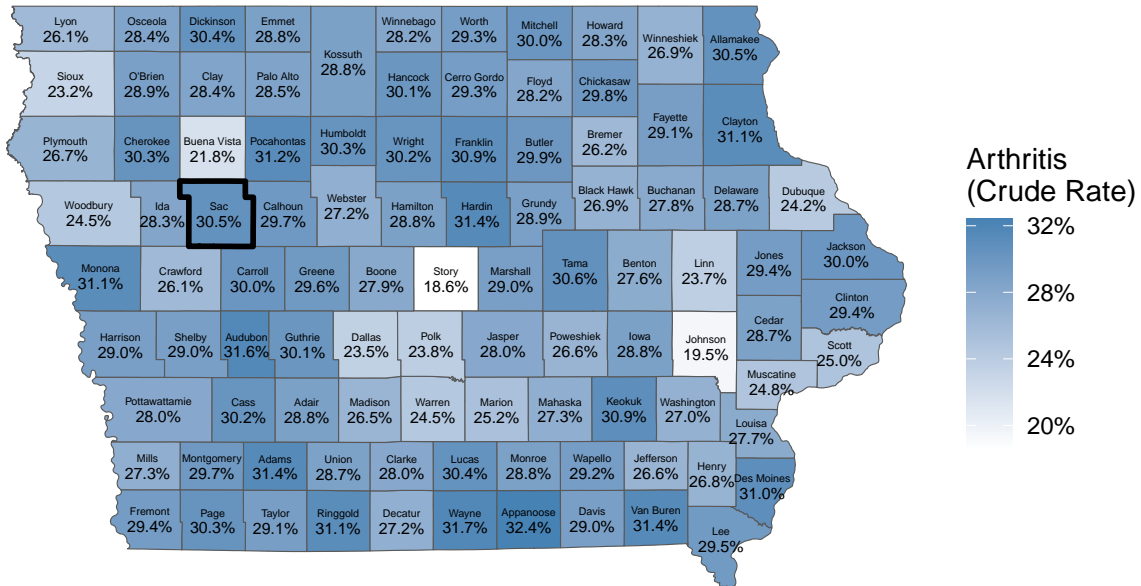 Lyon
26.1%
Osceola
28.4%
Dickinson
30.4%
Emmet
28.8%
Kossuth
28.8%
Winnebago
28.2%
Worth
29.3%
Mitchell
30.0%
Howard
28.3%
Winneshiek
26.9%
Allamakee
30.5%
Sioux
23.2%
O'Brien
28.9%
Clay
28.4%
Palo Alto
28.5%
Hancock
30.1%
Cerro Gordo
29.3%
Floyd
28.2%
Chickasaw
29.8%
Fayette
29.1%
Clayton
31.1%
Plymouth
26.7%
Cherokee
30.3%
Buena Vista
21.8%
Pocahontas
31.2%
Humboldt
30.3%
Wright
30.2%
Franklin
30.9%
Butler
29.9%
Bremer
26.2%
Woodbury
24.5%
Ida
28.3%
Sac
30.5%
Calhoun
29.7%
Webster
27.2%
Hamilton
28.8%
Hardin
31.4%
Grundy
28.9%
Black Hawk
26.9%
Buchanan
27.8%
Delaware
28.7%
Dubuque
24.2%
Monona
31.1%
Crawford
26.1%
Carroll
30.0%
Greene
29.6%
Boone
27.9%
Story
18.6%
Marshall
29.0%
Tama
30.6%
Benton
27.6%
Linn
23.7%
Jones
29.4%
Jackson
30.0%
Clinton
29.4%
Harrison
29.0%
Shelby
29.0%
Audubon
31.6%
Guthrie
30.1%
Dallas
23.5%
Polk
23.8%
Jasper
28.0%
Poweshiek
26.6%
Iowa
28.8%
Johnson
19.5%
Cedar
28.7%
Scott
25.0%
Muscatine
24.8%
Pottawattamie
28.0%
Cass
30.2%
Adair
28.8%
Madison
26.5%
Warren
24.5%
Marion
25.2%
Mahaska
27.3%
Keokuk
30.9%
Washington
27.0%
Louisa
27.7%
Mills
27.3%
Montgomery
29.7%
Adams
31.4%
Union
28.7%
Clarke
28.0%
Lucas
30.4%
Monroe
28.8%
Wapello
29.2%
Jefferson
26.6%
Henry
26.8%
Des Moines
31.0%
Fremont
29.4%
Page
30.3%
Taylor
29.1%
Ringgold
31.1%
Decatur
27.2%
Wayne
31.7%
Appanoose
32.4%
Davis
29.0%
Van Buren
31.4%
Lee
29.5%
Arthritis
(Crude Rate)
32%
28%
24%
20%